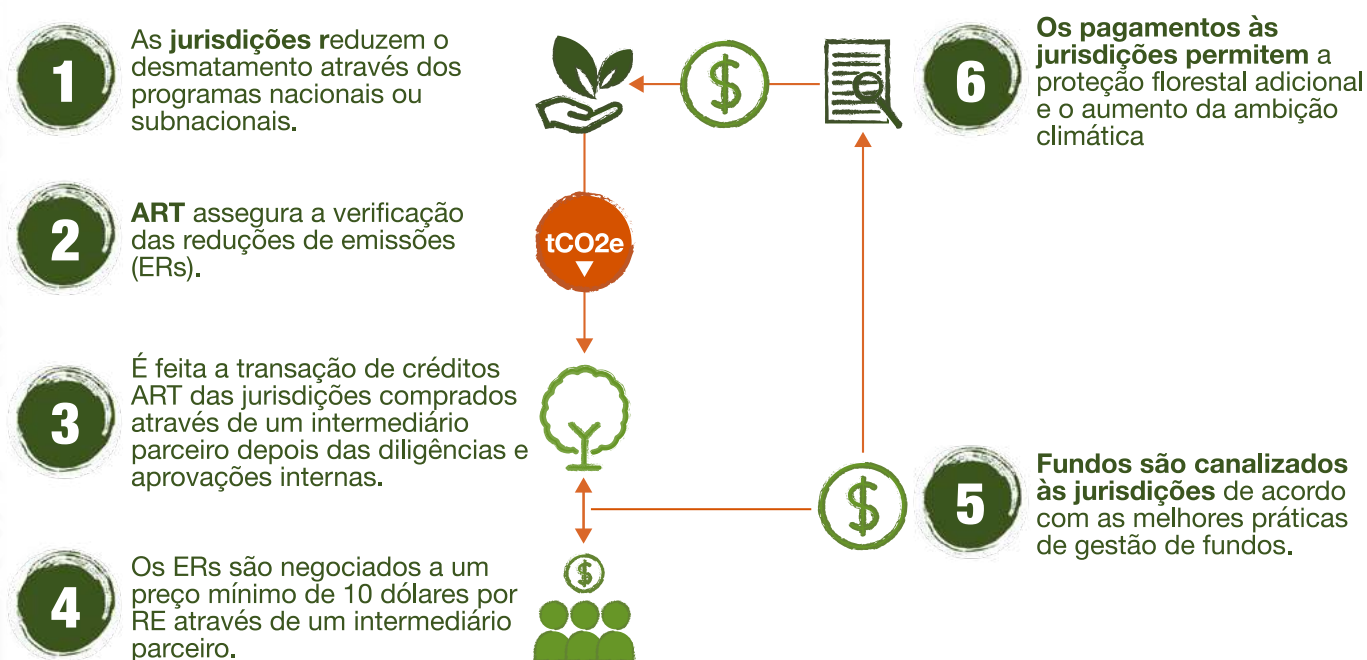 1
As jurisdições reduzem o
desmatamento através dos
programas nacionais ou
subnacionais.
2
ART assegura a verificação
das reduções de emissões
(ERs).
tCO2e
3
É feita a transação de créditos
ART das jurisdições comprados
através de um intermediário
parceiro depois das diligências e
aprovações internas.
4
Os ERs são negociados a um
preço mínimo de 10 dólares por
RE através de um intermediário
parceiro.
$
$
5
Fundos são canalizados
às jurisdições de acordo
com as melhores práticas
de gestão de fundos.
$
6
Os pagamentos às
jurisdições permitem a
proteção florestal adicional
e o aumento da ambição
climática